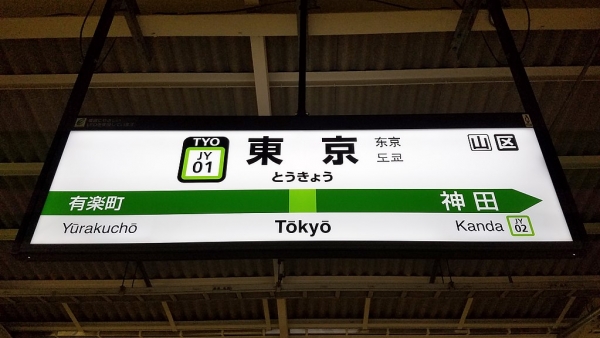 TYO
JY
01
東京
とうきょう
东京
도쿄
山 区
有楽町
神田
Yūrakuchō
Tōkyō
Kanda
JY
02